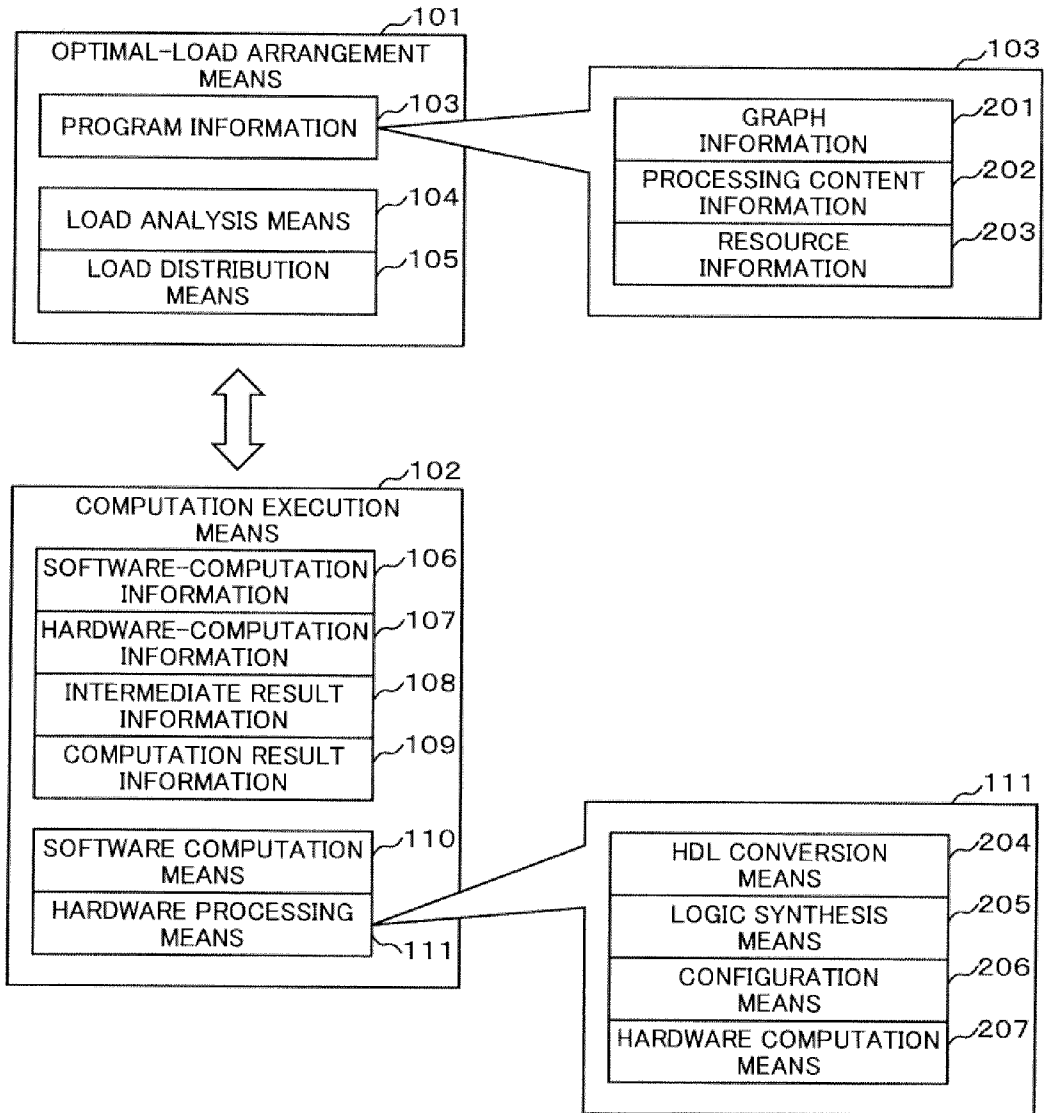 101
OPTIMAL-LOAD ARRANGEMENT
MEANS
103
PROGRAM INFORMATION
104
LOAD ANALYSIS MEANS
105
LOAD DISTRIBUTION
MEANS
103
201
GRAPH
INFORMATION
202
PROCESSING CONTENT
INFORMATION
203
RESOURCE
INFORMATION
102
COMPUTATION EXECUTION
MEANS
106
SOFTWARE-COMPUTATION
INFORMATION
107
HARDWARE-COMPUTATION
INFORMATION
108
INTERMEDIATE RESULT
INFORMATION
109
COMPUTATION RESULT
INFORMATION
110
SOFTWARE COMPUTATION
MEANS
HARDWARE PROCESSING
MEANS
111
111
204
HDL CONVERSION
MEANS
205
LOGIC SYNTHESIS
MEANS
206
CONFIGURATION
MEANS
207
HARDWARE COMPUTATION
MEANS